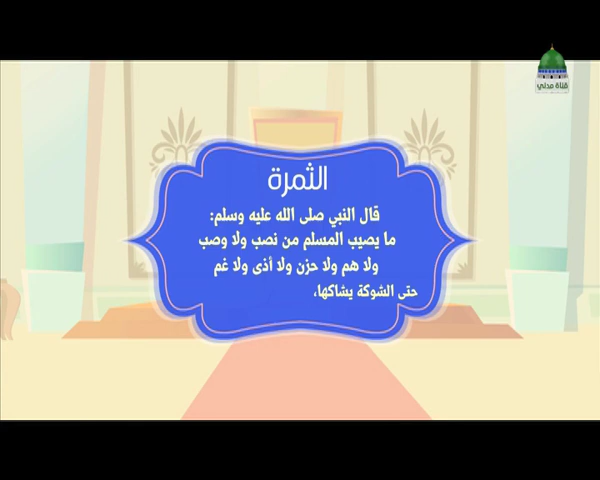 قناة مدني
الثمرة
قال النبي صلى الله عليه وسلم:
ما يصيب المسلم من نصب ولا وصب
ولا هم ولا حزن ولا أذى ولا غم
حتى الشوكة يشاكها،